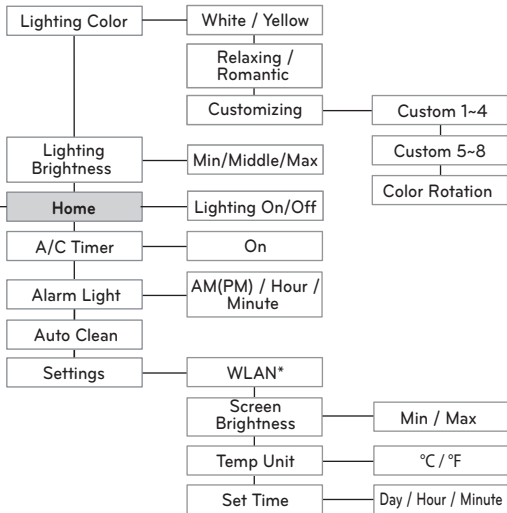 Lighting Color
White / Yellow
Relaxing /
Romantic
Customizing
Custom 1~4
Custom 5~8
Color Rotation
Lighting
Brightness
Min/Middle/Max
Home
Lighting On/Off
A/C Timer
On
Alarm Light
AM(PM) / Hour /
Minute
Auto Clean
Settings
WLAN*
Screen
Brightness
Min / Max
Temp Unit
°C / °F
Set Time
Day / Hour / Minute